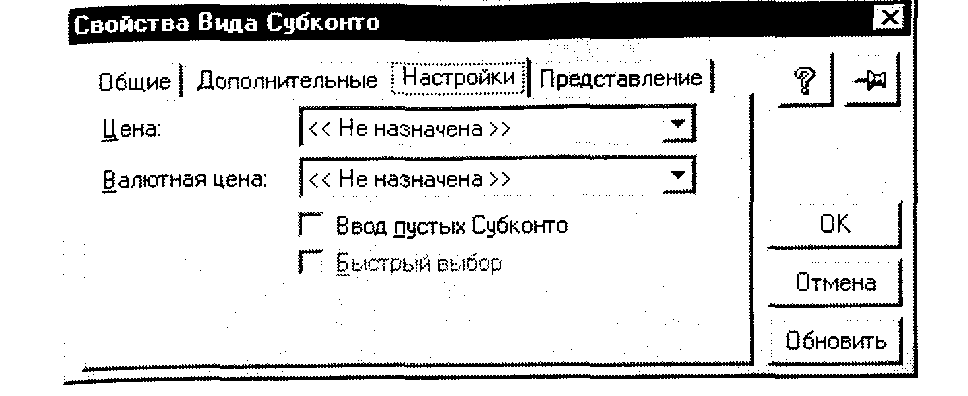 Свойства Вида Субконто
Общие Дополнительные Настройки Представление ?
Цена: << Не назначена >>
Валютная цена: << Не назначена >>
Ввод пустых Субконто
Быстрый выбор
OK
Отмена
Обновить